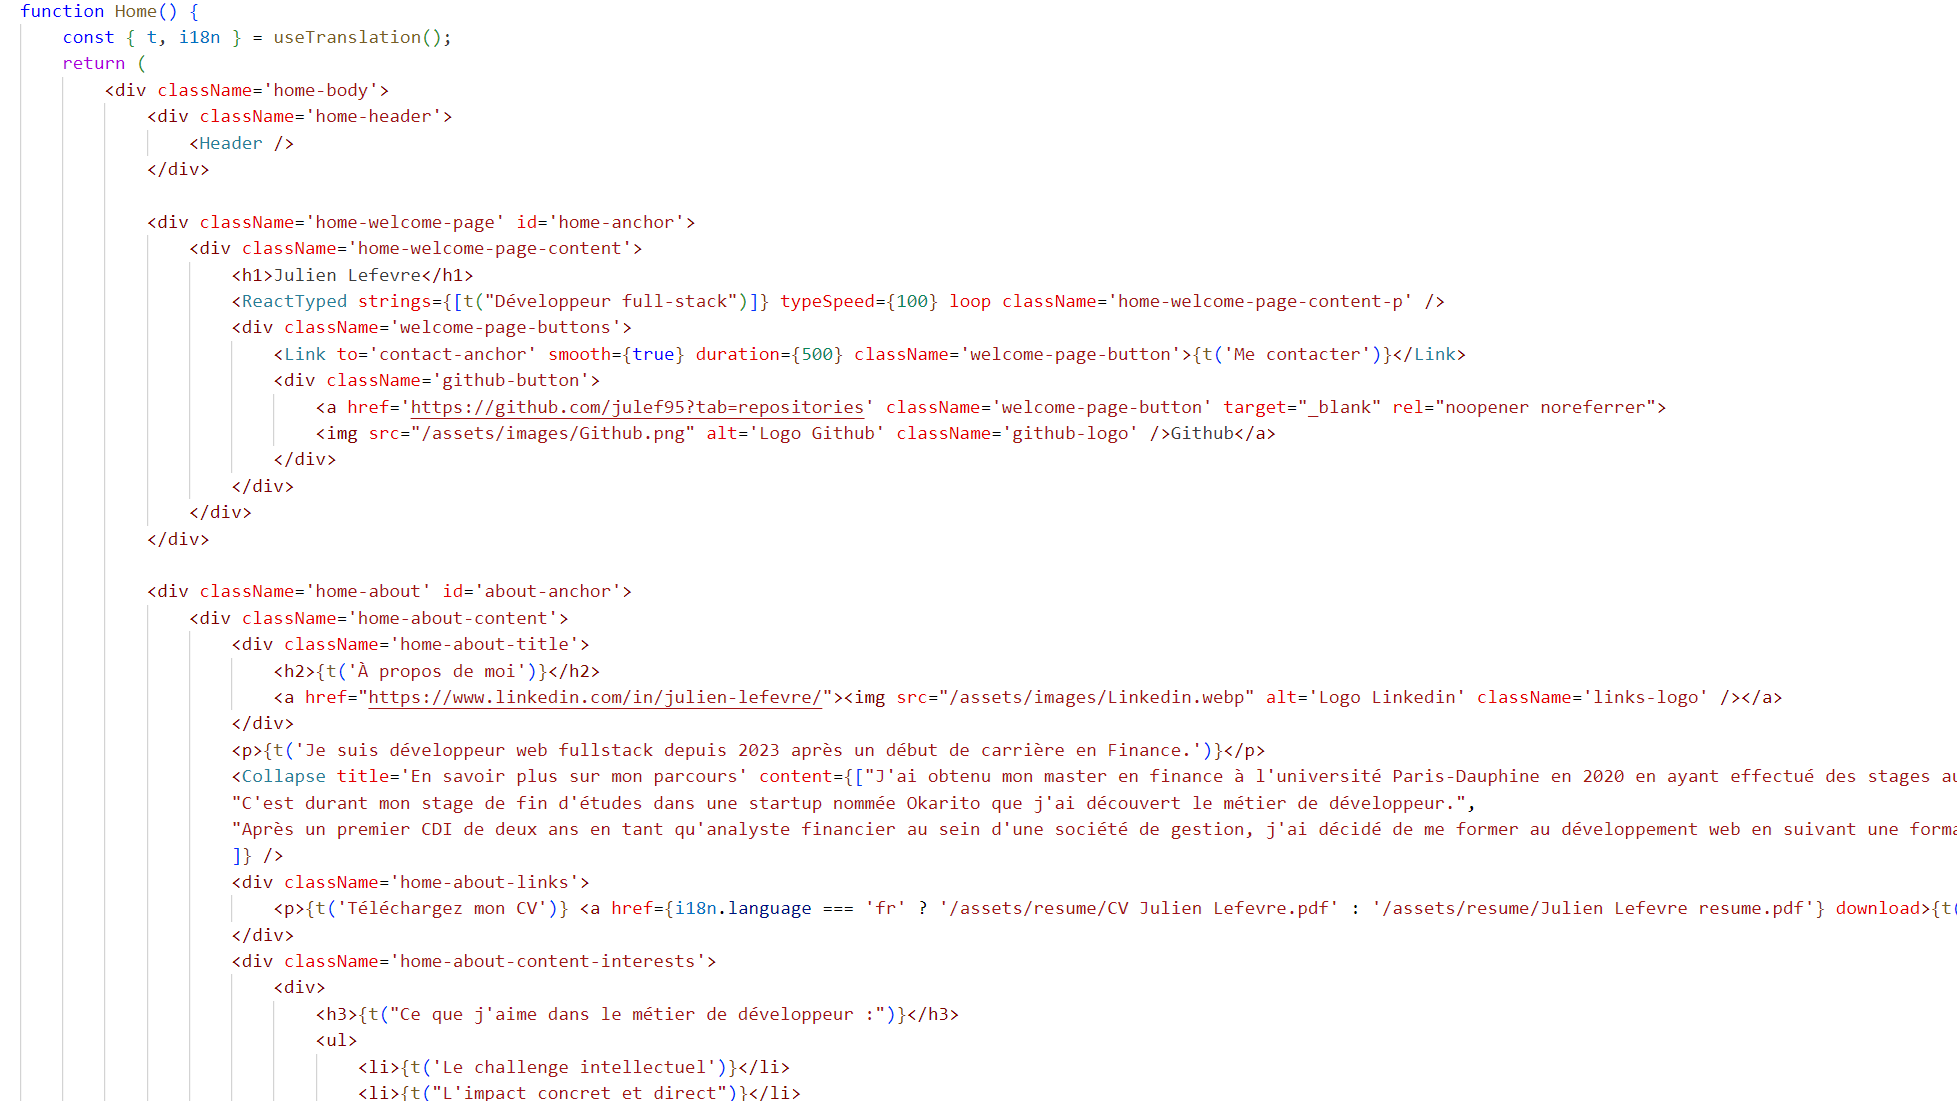 function Home() {
    const { t, i18n } = useTranslation();
    return (
        <div className='home-body'>
            <div className='home-header'>
                <Header />
            </div>

            <div className='home-welcome-page' id='home-anchor'>
                <div className='home-welcome-page-content'>
                    <h1>Julien Lefevre</h1>
                    <ReactTyped strings={[t("Développeur full-stack")]} typeSpeed={100} loop className='home-welcome-page-content-p' />
                    <div className='welcome-page-buttons'>
                        <Link to='contact-anchor' smooth={true} duration={500} className='welcome-page-button'>{t('Me contacter')}</Link>
                        <div className='github-button'>
                            <a href='https://github.com/julef95?tab=repositories' className='welcome-page-button' target="_blank" rel="noopener noreferrer">
                            <img src="/assets/images/Github.png" alt='Logo Github' className='github-logo' />Github</a>
                        </div>
                    </div>
                </div>
            </div>

            <div className='home-about' id='about-anchor'>
                <div className='home-about-content'>
                    <div className='home-about-title'>
                        <h2>{t('À propos de moi')}</h2>
                        <a href="https://www.linkedin.com/in/julien-lefevre/"><img src="/assets/images/Linkedin.webp" alt='Logo Linkedin' className='links-logo' /></a>
                    </div>
                    <p>{t('Je suis développeur web fullstack depuis 2023 après un début de carrière en Finance.')}</p>
                    <Collapse title='En savoir plus sur mon parcours' content={["J'ai obtenu mon master en finance à l'université Paris-Dauphine en 2020 en ayant effectué des stages au
                    "C'est durant mon stage de fin d'études dans une startup nommée Okarito que j'ai découvert le métier de développeur.",
                    "Après un premier CDI de deux ans en tant qu'analyste financier au sein d'une société de gestion, j'ai décidé de me former au développement web en suivant une forma
                    ]} />
                    <div className='home-about-links'>
                        <p>{t('Téléchargez mon CV')} <a href={i18n.language === 'fr' ? '/assets/resume/CV Julien Lefevre.pdf' : '/assets/resume/Julien Lefevre resume.pdf'} download>{t(
                    </div>
                    <div className='home-about-content-interests'>
                        <div>
                            <h3>{t("Ce que j'aime dans le métier de développeur :")}</h3>
                            <ul>
                                <li>{t('Le challenge intellectuel')}</li>
                                <li>{t("L'impact concret et direct")}</li>